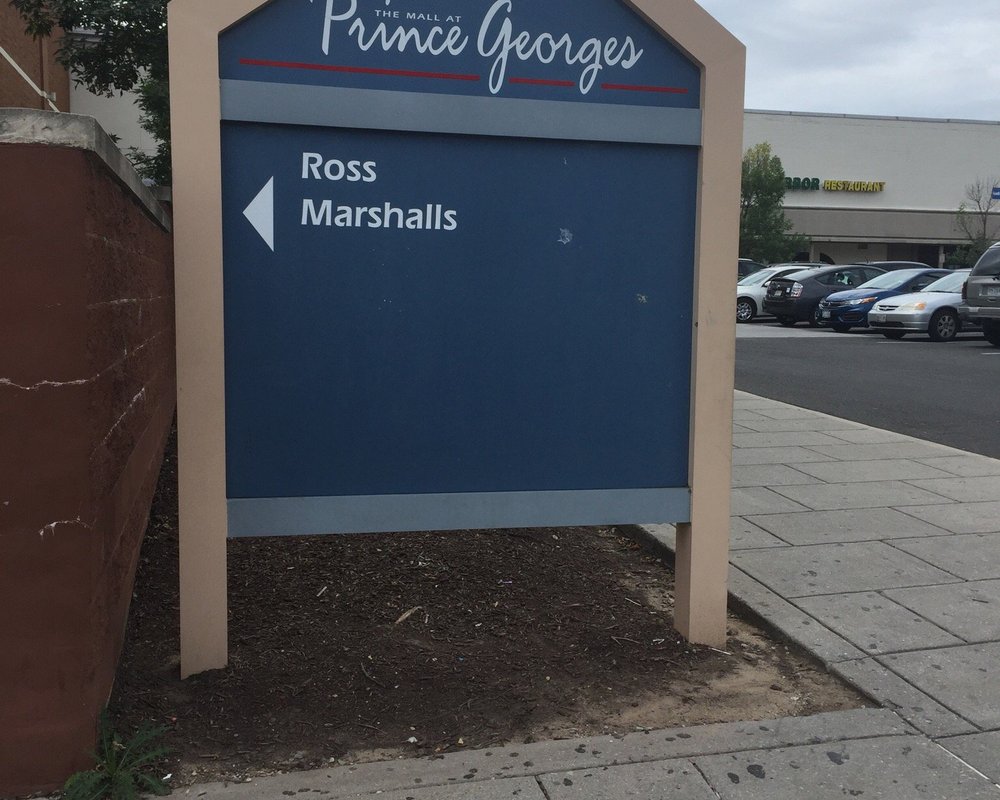 THE MALL AT
Prince Georges
Ross
Marshalls
RESTAURANT